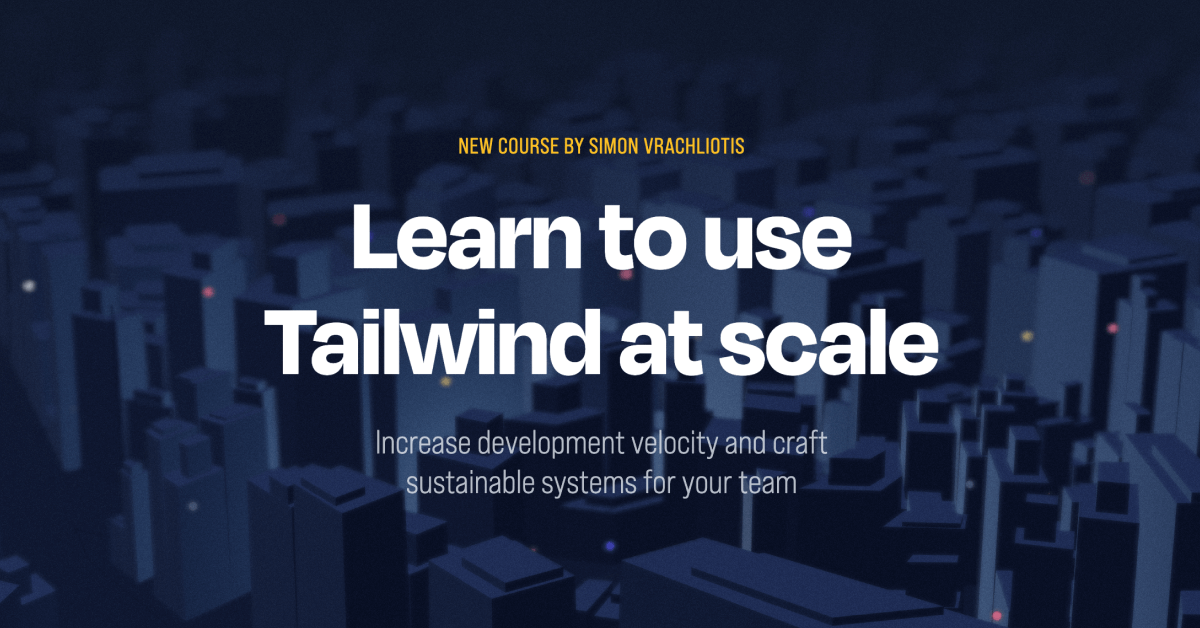 NEW COURSE BY SIMON VRACHLIOTIS
Learn to use
Tailwind at scale
Increase development velocity and craft
sustainable systems for your team